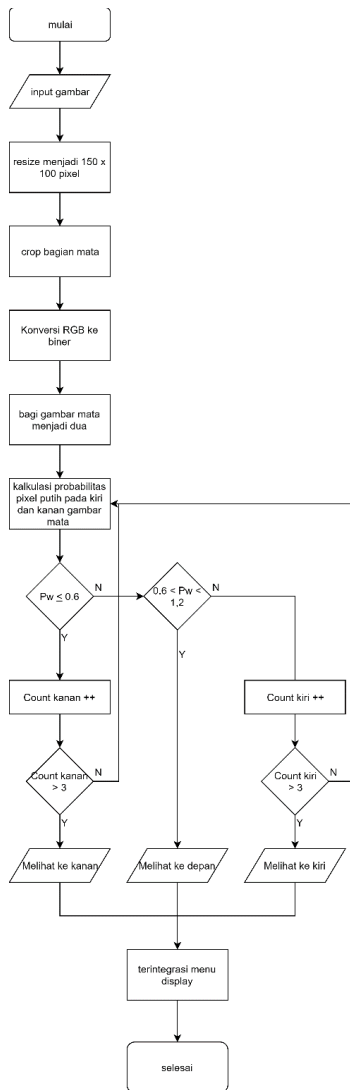 mulai
input gambar
resize menjadi 150 x
100 pixel
crop bagian mata
Konversi RGB ke
biner
bagi gambar mata
menjadi dua
kalkulasi probabilitas
pixel putih pada kiri
dan kanan gambar
mata
Pw ≤ 0.6
N
0.6 < Pw <
1,2
N
Y
Y
Count kanan ++
Count kiri ++
Count kanan
> 3
N
Count kiri
> 3
N
Y
Y
Melihat ke kanan
Melihat ke depan
Melihat ke kiri
terintegrasi menu
display
selesai